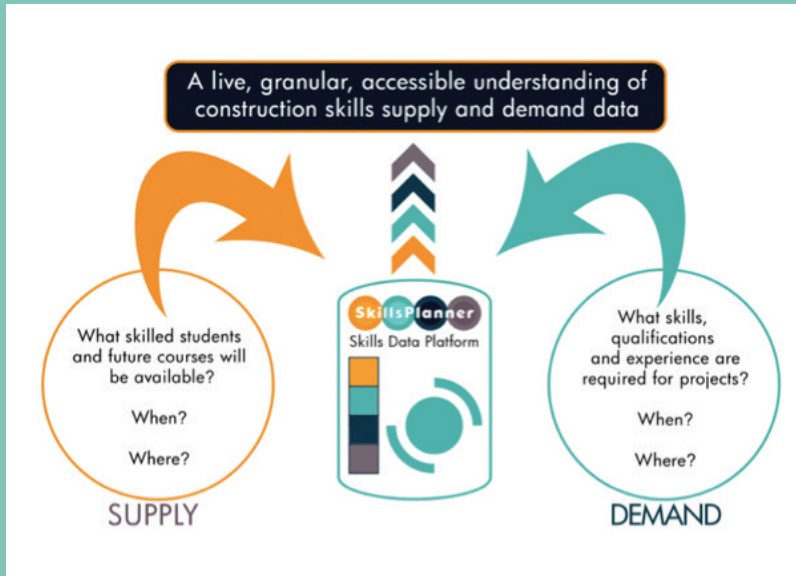 A live, granular, accessible understanding of
construction skills supply and demand data
What skilled students
and future courses will
be available?
When?
Where?
SUPPLY
SkillsPlanner
Skills Data Platform
What skills,
qualifications
and experience are
required for projects?
When?
Where?
DEMAND